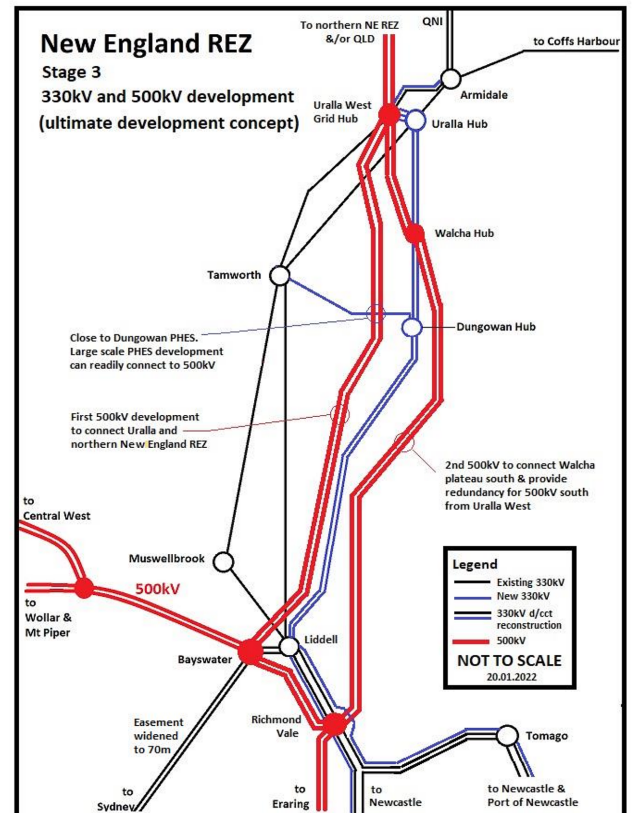 New England REZ
Stage 3
330kV and 500kV development
(ultimate development concept)
To northern NE REZ
&/or QLD
QNI
to Coffs Harbour
Armidale
Uralla West
Grid Hub
Uralla Hub
Walcha Hub
Tamworth
Dungowan Hub
Close to Dungowan PHES.
Large scale PHES development
can readily connect to 500kV
First 500kV development
to connect Uralla and
northern New England REZ
2nd 500kV to connect Walcha
plateau south & provide
redundancy for 500kV south
from Uralla West
to
Central West
Muswellbrook
500kV
to
Wollar &
Mt Piper
Legend
Existing 330kV
New 330kV
330kV d/cct
reconstruction
500kV
NOT TO SCALE
20.01.2022
Liddell
Bayswater
Richmond
Vale
Easement
widened
to 70m
Tomago
to
Sydney
to
Eraring
to
Newcastle
to Newcastle &
Port of Newcastle